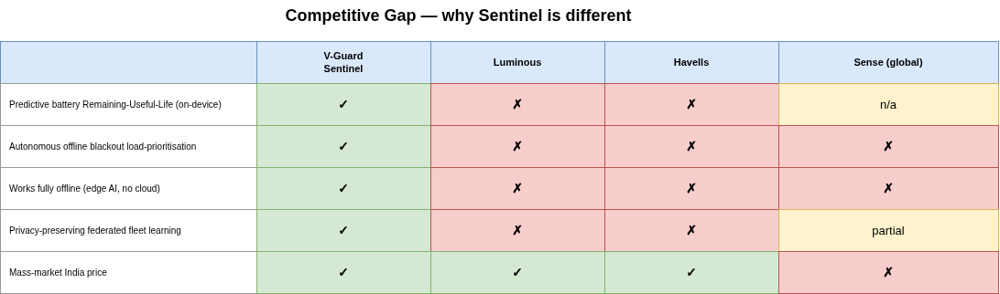 Competitive Gap — why Sentinel is different
V-Guard
Sentinel
Luminous
Havells
Sense (global)
Predictive battery Remaining-Useful-Life (on-device)
✓ ✗ ✗ n/a
Autonomous offline blackout load-prioritisation
✓ ✗ ✗ ✗
Works fully offline (edge AI, no cloud)
✓ ✗ ✗ ✗
Privacy-preserving federated fleet learning
✓ ✗ ✗ partial
Mass-market India price
✓ ✓ ✓ ✗